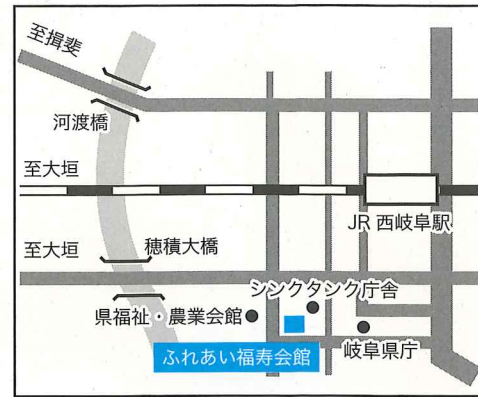 至揖斐
河渡橋
至大垣
JR 西岐阜駅
至大垣
穂積大橋
シンクタンク庁舎
県福祉・農業会館
岐阜県庁
ふれあい福寿会館